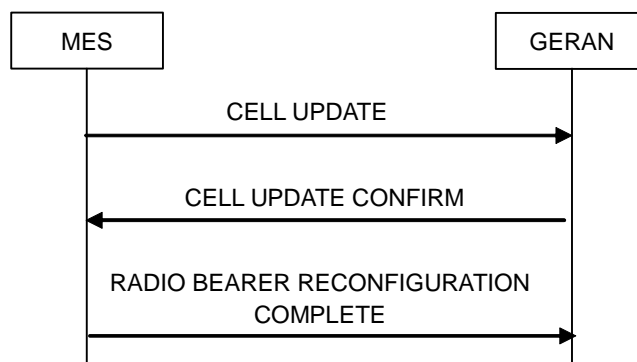 MES
GERAN
CELL UPDATE
CELL UPDATE CONFIRM
RADIO BEARER RECONFIGURATION
COMPLETE